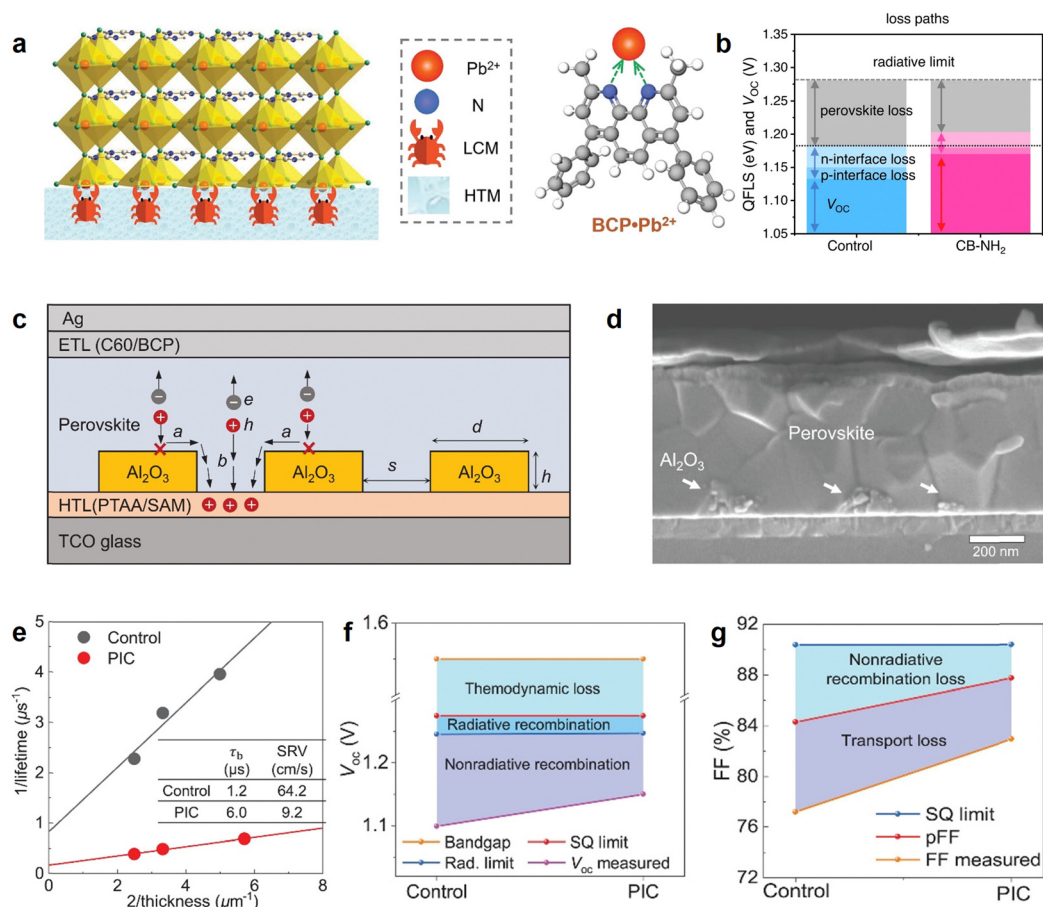 a
Pb²⁺
N
LCM
HTM
BCP•Pb²⁺
b
loss paths
radiative limit
QFLS (eV) and V_OC (V)
1.35
1.30
1.25
1.20
1.15
1.10
1.05
perovskite loss
n-interface loss
p-interface loss
V_OC
Control
CB-NH₂
c
Ag
ETL (C60/BCP)
Perovskite
e
h
a
a
b
d
s
h
Al₂O₃
Al₂O₃
Al₂O₃
HTL(PTAA/SAM)
TCO glass
d
Perovskite
Al₂O₃
200 nm
e
Control
PIC
1/lifetime (μs⁻¹)
5
4
3
2
1
0
τ_b SRV
(μs) (cm/s)
Control 1.2 64.2
PIC 6.0 9.2
0 2 4 6 8
2/thickness (μm⁻¹)
f
V_oc (V)
1.6
1.2
1.1
Themodynamic loss
Radiative recombination
Nonradiative recombination
Bandgap SQ limit
Rad. limit V_oc measured
Control PIC
g
FF (%)
92
88
84
80
76
72
Nonradiative
recombination loss
Transport loss
SQ limit
pFF
FF measured
Control PIC